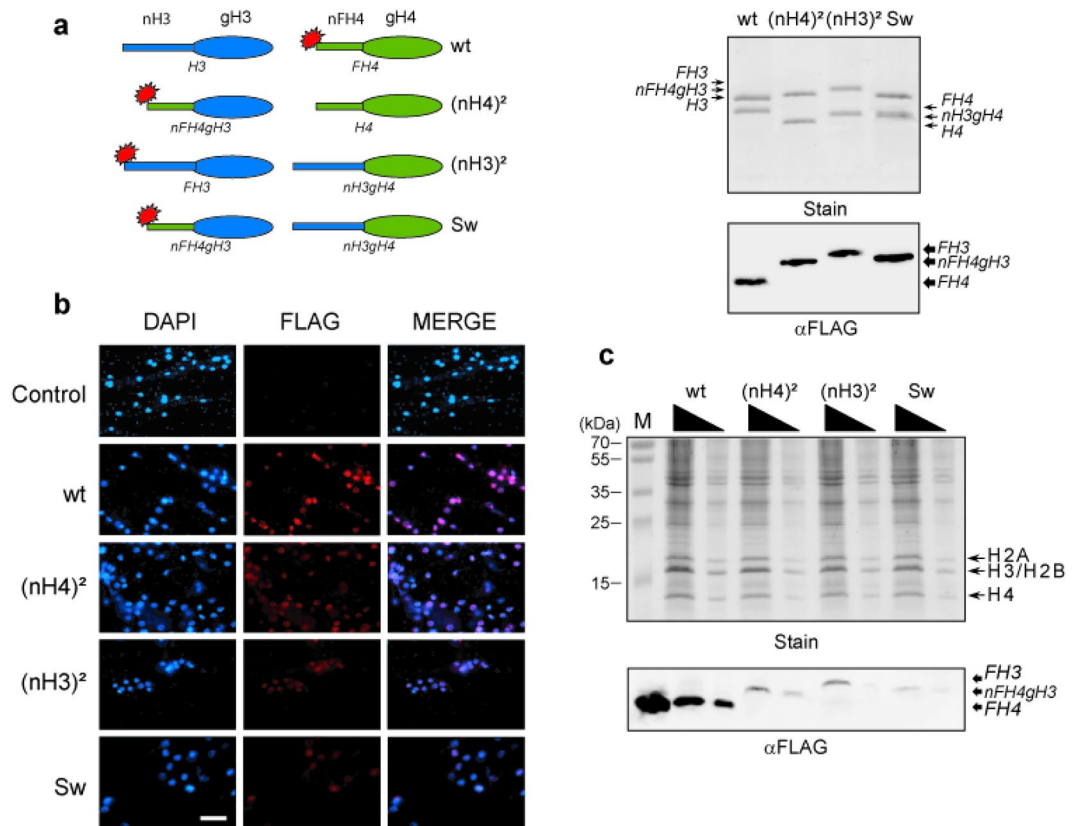 a
nH3 gH3 nFH4 gH4
H3 FH4 wt
nFH4gH3 H4 (nH4)²
FH3 nH3gH4 (nH3)²
nFH4gH3 nH3gH4 Sw
wt (nH4)² (nH3)² Sw
FH3
nFH4gH3
H3
FH4
nH3gH4
H4
Stain
FH3
nFH4gH3
FH4
αFLAG
b
DAPI FLAG MERGE
Control
wt
(nH4)²
(nH3)²
Sw
c
wt (nH4)² (nH3)² Sw
(kDa) M
70
55
35
25
15
H2A
H3/H2B
H4
Stain
FH3
nFH4gH3
FH4
αFLAG